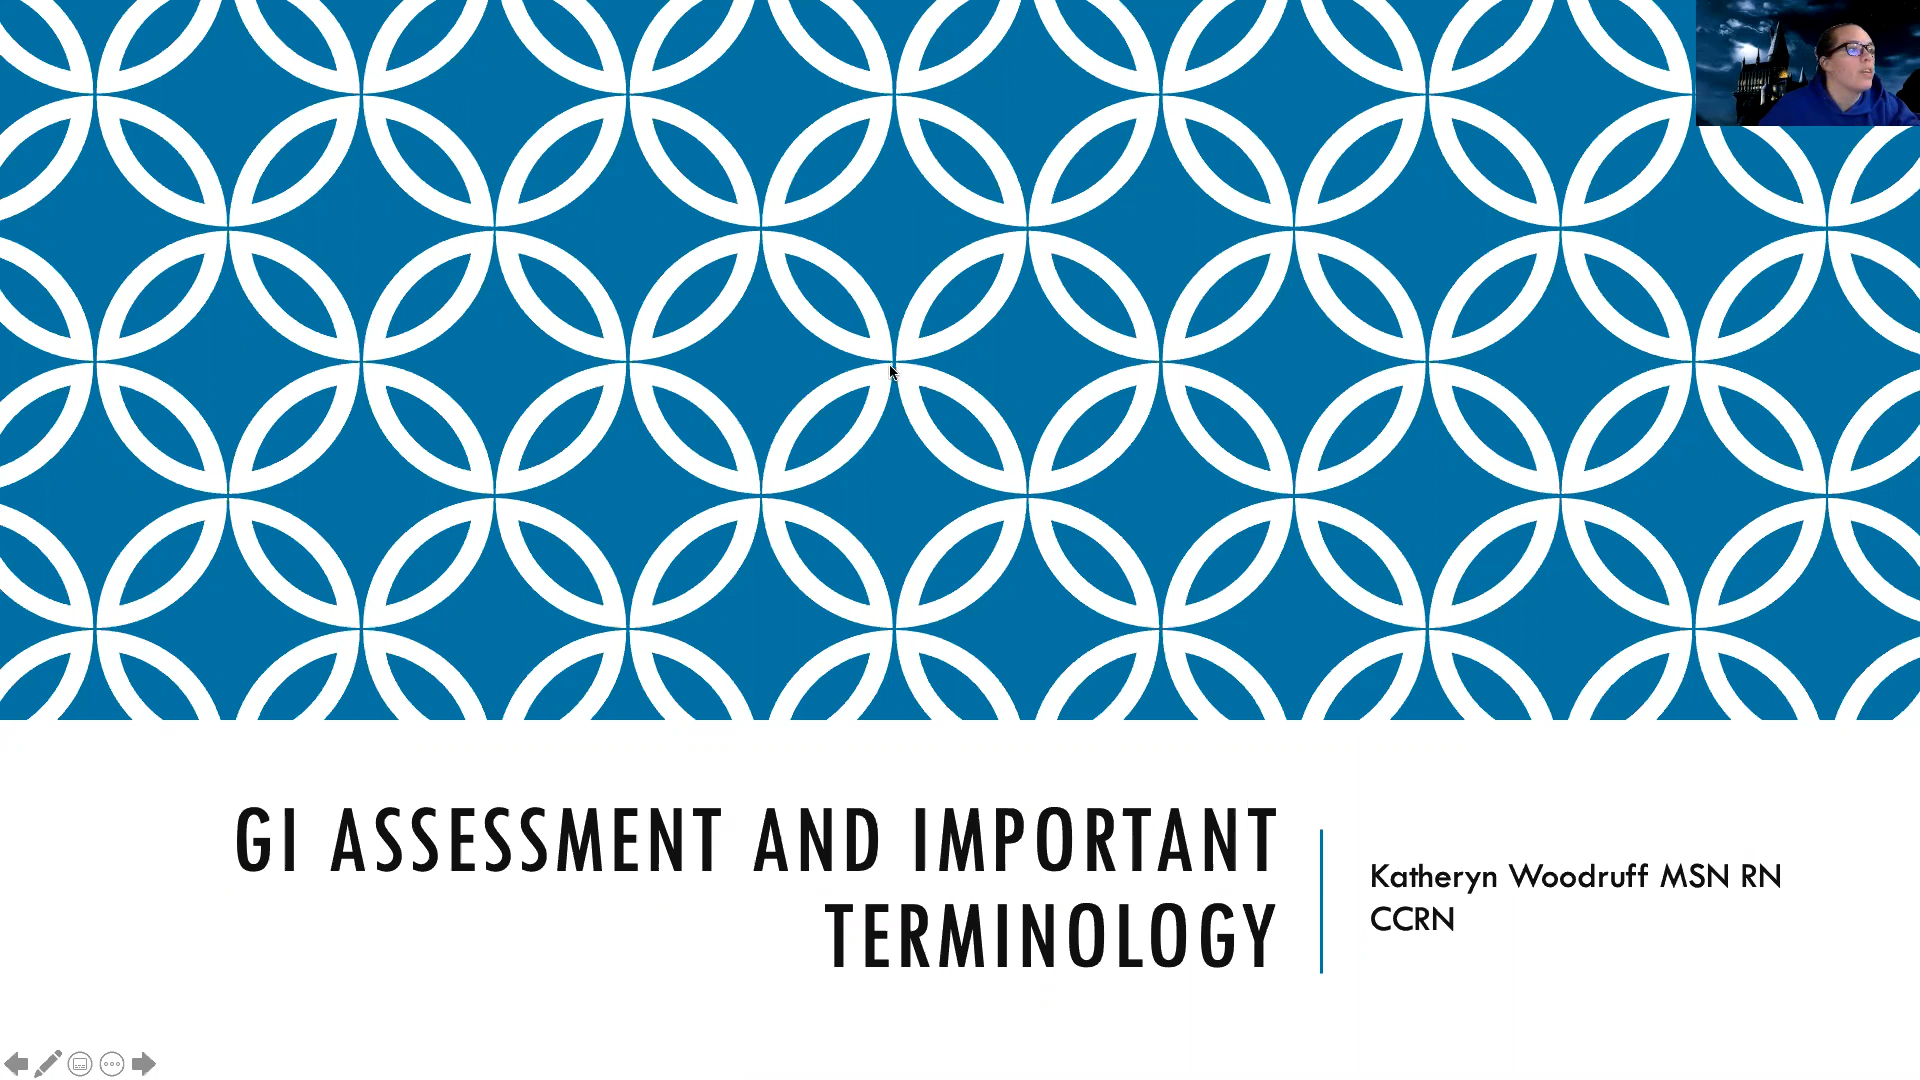 GI ASSESSMENT AND IMPORTANT
TERMINOLOGY
Katheryn Woodruff MSN RN
CCRN